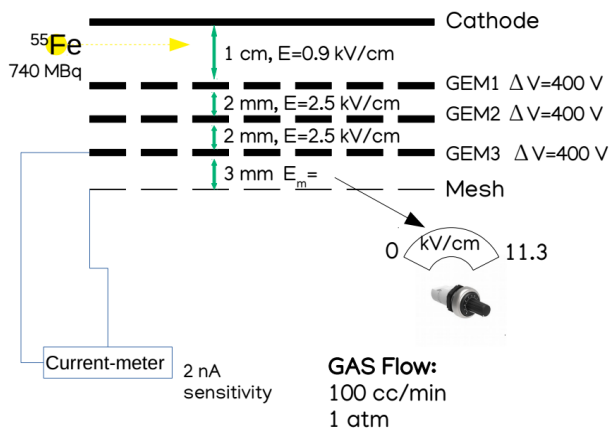 Cathode
⁵⁵Fe
740 MBq
1 cm, E=0.9 kV/cm
GEM1 ΔV=400 V
2 mm, E=2.5 kV/cm
GEM2 ΔV=400 V
2 mm, E=2.5 kV/cm
GEM3 ΔV=400 V
3 mm Eₘ=
Mesh
0 kV/cm 11.3
Current-meter
2 nA
sensitivity
GAS Flow:
100 cc/min
1 atm